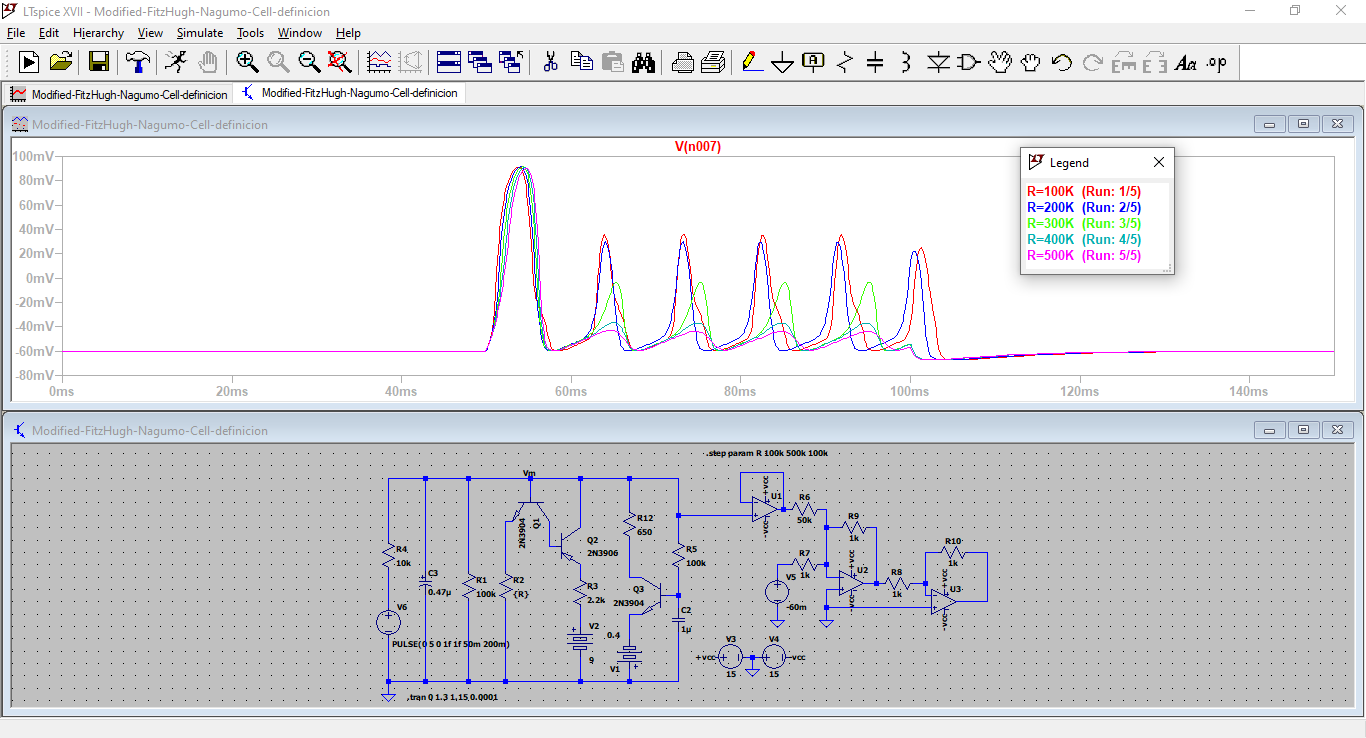 LTspice XVII - Modified-FitzHugh-Nagumo-Cell-definicion
File Edit Hierarchy View Simulate Tools Window Help
Modified-FitzHugh-Nagumo-Cell-definicion
Modified-FitzHugh-Nagumo-Cell-definicion
Modified-FitzHugh-Nagumo-Cell-definicion
V(n007)
100mV
80mV
60mV
40mV
20mV
0mV
-20mV
-40mV
-60mV
-80mV
0ms 20ms 40ms 60ms 80ms 100ms 120ms 140ms
Legend
R=100K (Run: 1/5)
R=200K (Run: 2/5)
R=300K (Run: 3/5)
R=400K (Run: 4/5)
R=500K (Run: 5/5)
Modified-FitzHugh-Nagumo-Cell-definicion
.step param R 100k 500k 100k
Vm
R4
10k
V6
PULSE(0 5 0 1f 1f 50m 200m)
C3
0.47µ
R1
100k
R2
{R}
2N3904
Q1
Q2
2N3906
R3
2.2k
V2
9
R12
650
Q3
2N3904
0.4
V1
R5
100k
C2
1µ
+vcc
U1
-vcc
R6
50k
R7
1k
V5
-60m
R9
1k
+vcc
U2
-vcc
R8
1k
R10
1k
+vcc
U3
-vcc
+vcc
V3
15
V4
15
-vcc
.tran 0 1.3 1.15 0.0001